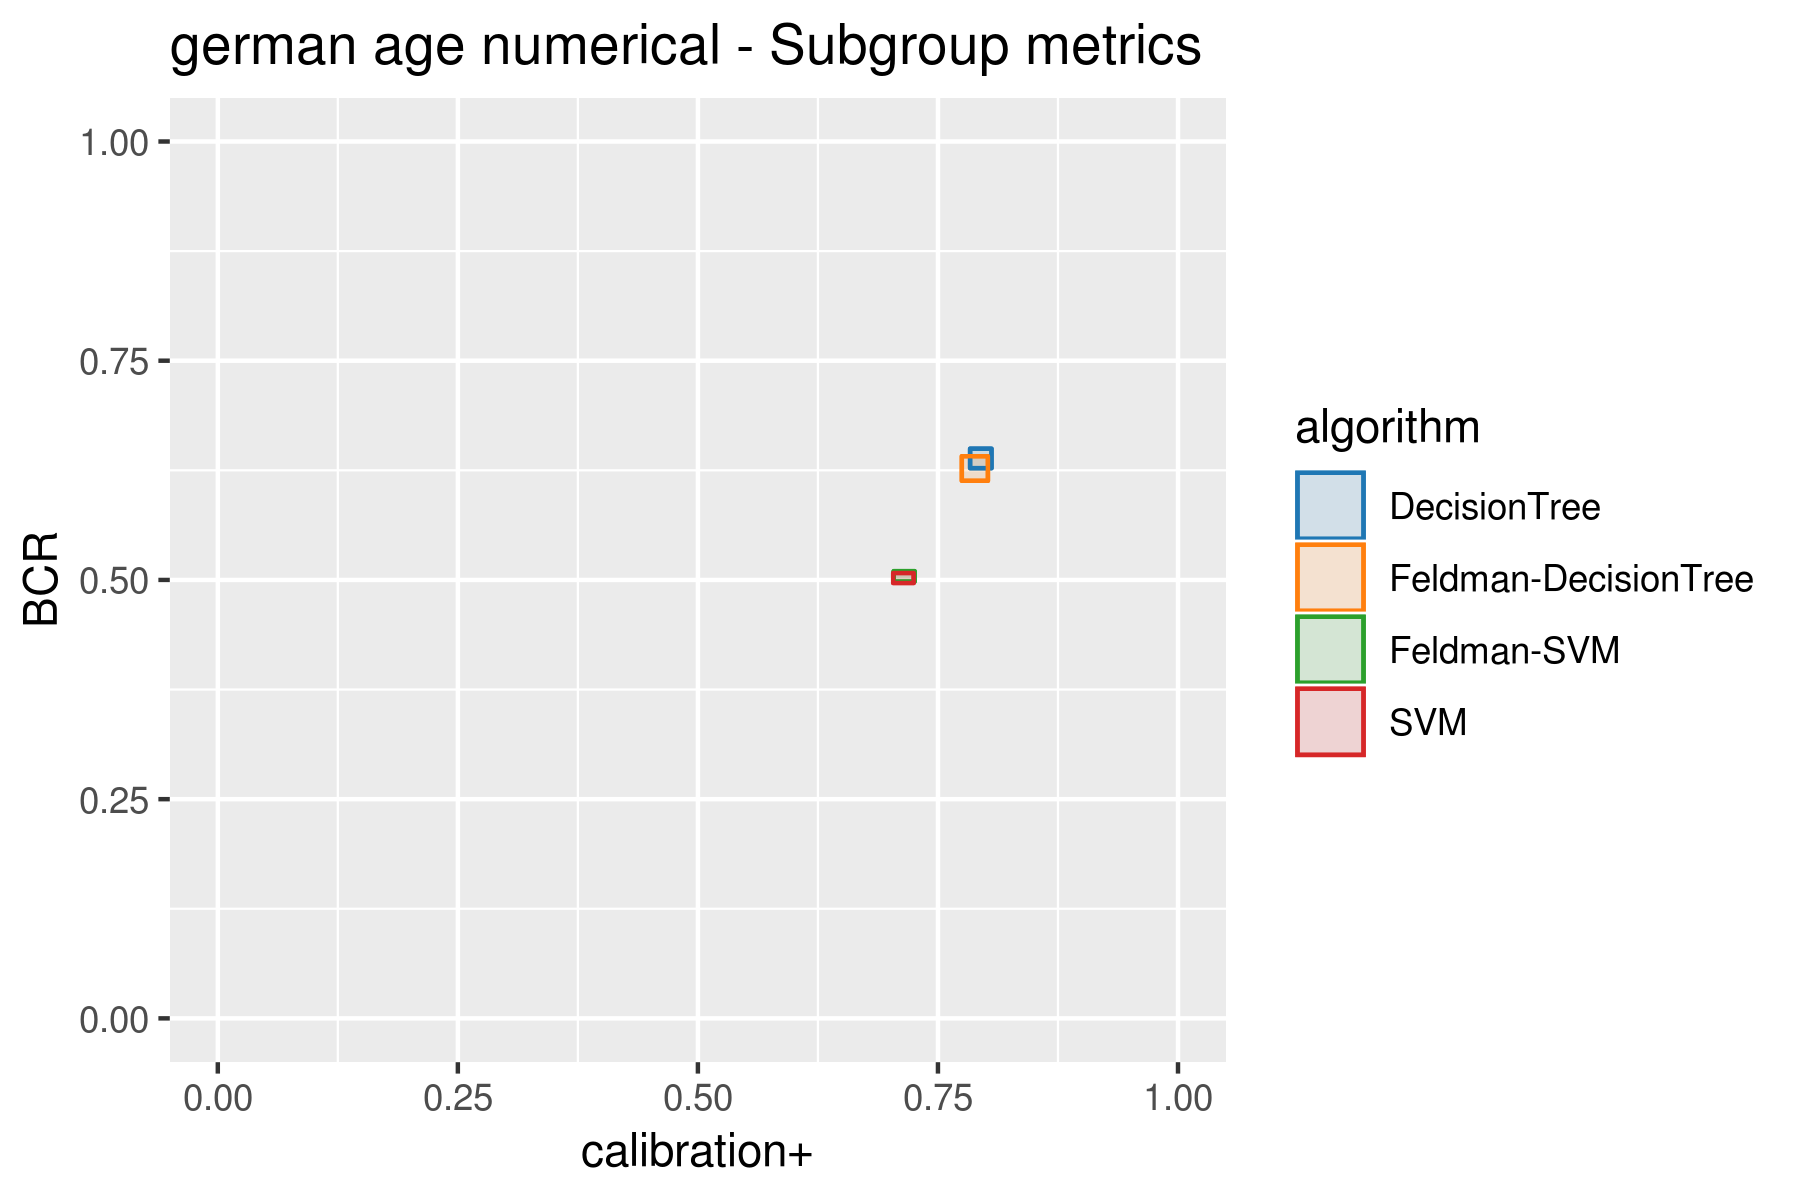 german age numerical - Subgroup metrics
BCR
1.00
0.75
0.50
0.25
0.00
0.00 0.25 0.50 0.75 1.00
calibration+
algorithm
DecisionTree
Feldman-DecisionTree
Feldman-SVM
SVM